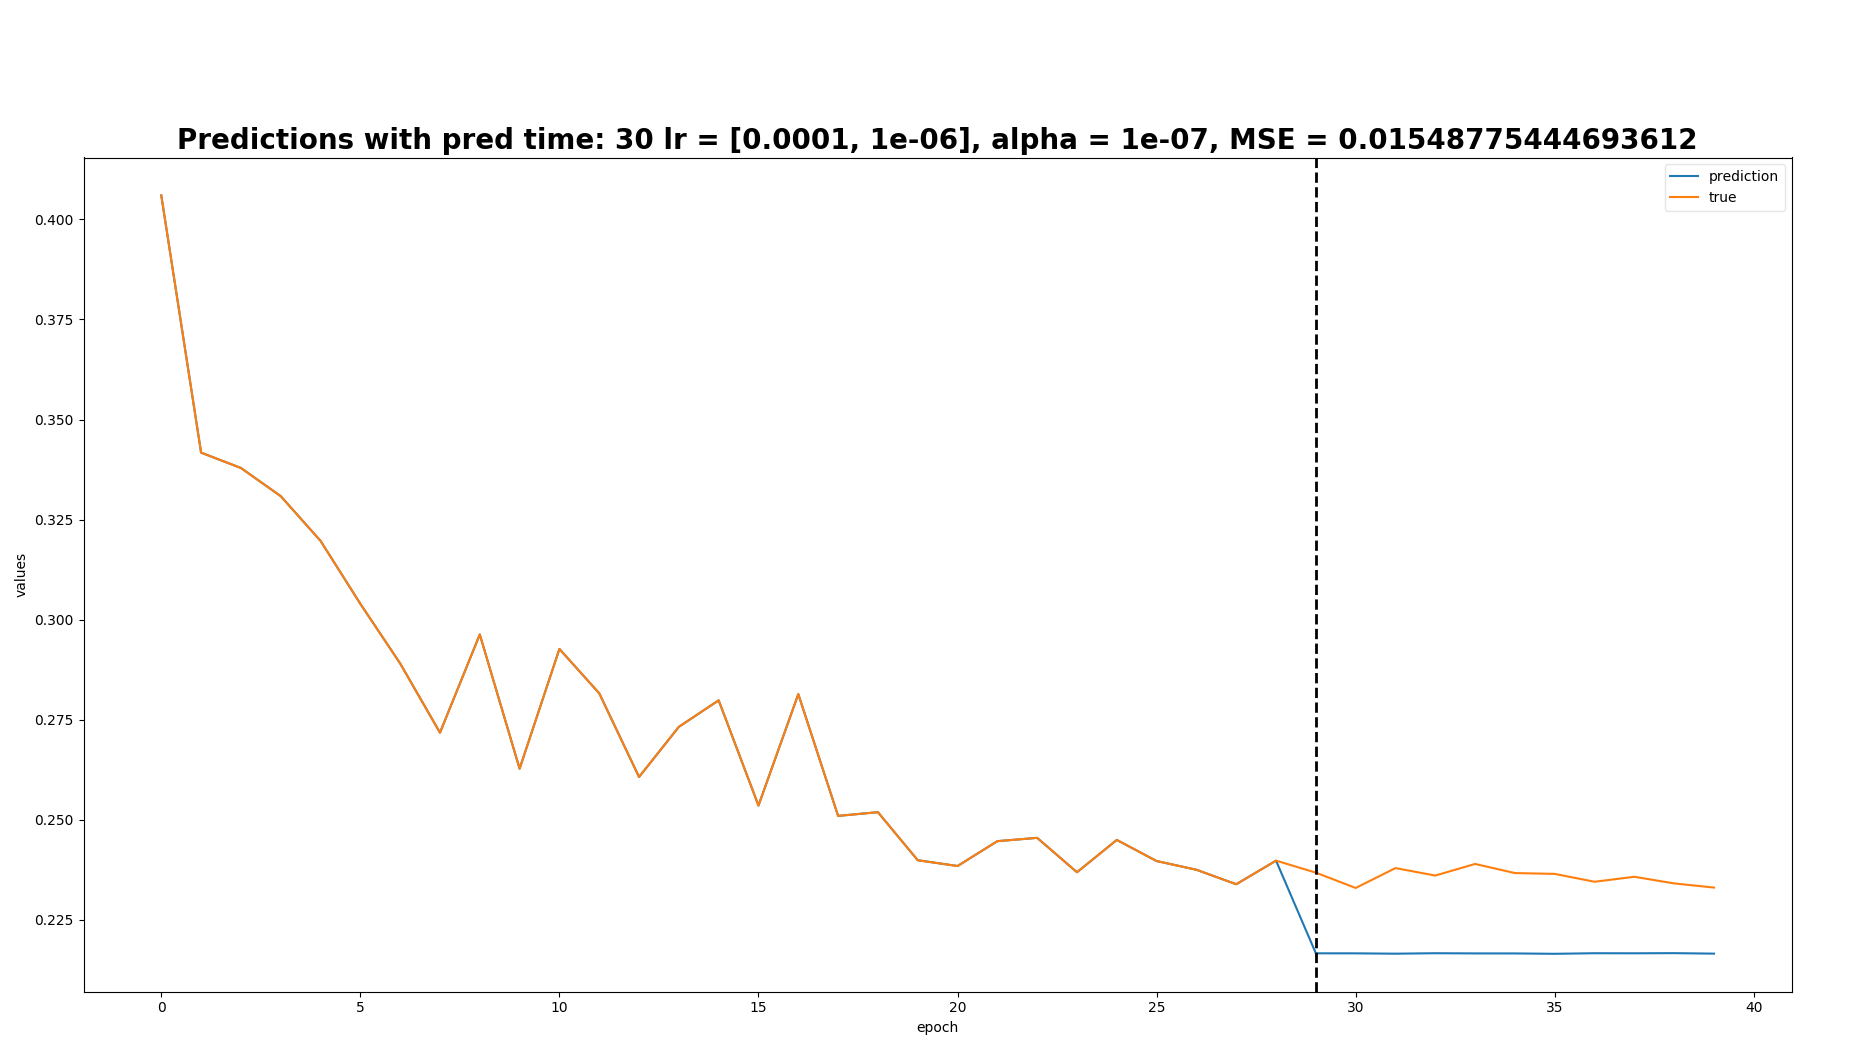 Predictions with pred time: 30 lr = [0.0001, 1e-06], alpha = 1e-07, MSE = 0.01548775444693612
prediction
true
0.400
0.375
0.350
0.325
0.300
0.275
0.250
0.225
values
0 5 10 15 20 25 30 35 40
epoch